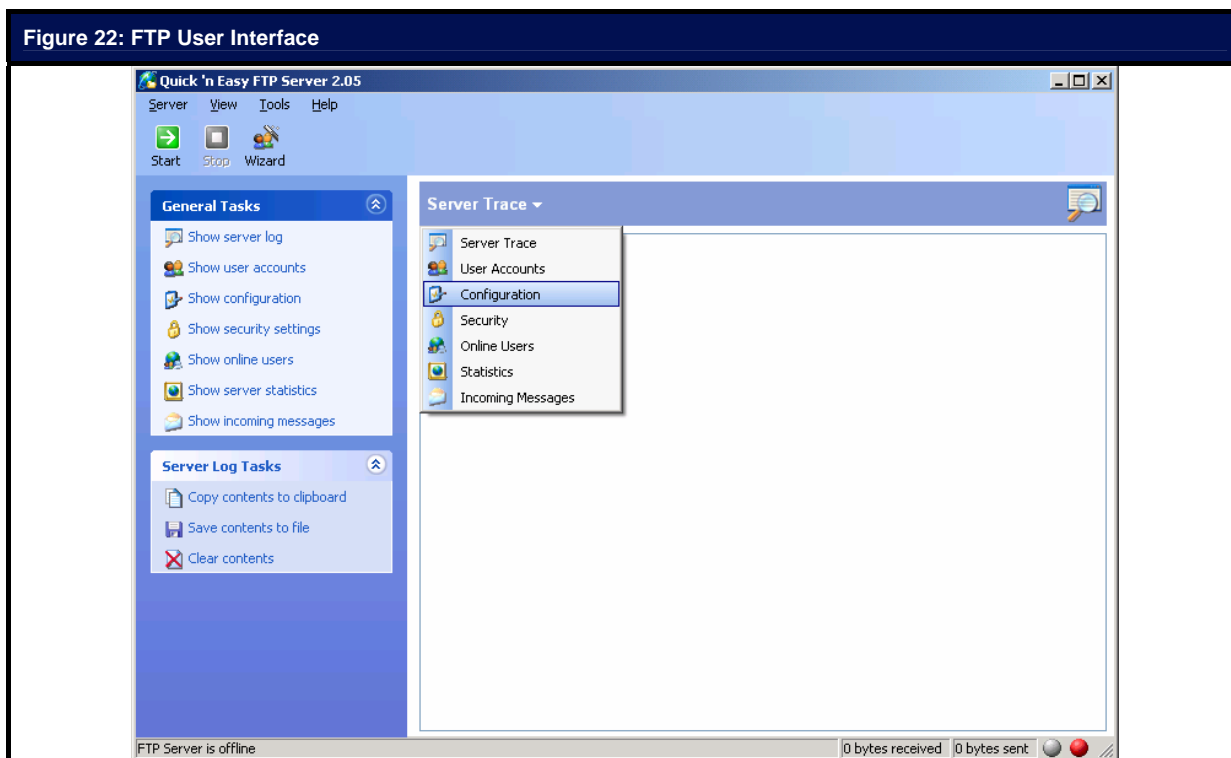 Figure 22: FTP User Interface
Quick 'n Easy FTP Server 2.05
Server View Tools Help
Start Stop Wizard
General Tasks
Show server log
Show user accounts
Show configuration
Show security settings
Show online users
Show server statistics
Show incoming messages
Server Log Tasks
Copy contents to clipboard
Save contents to file
Clear contents
Server Trace
Server Trace
User Accounts
Configuration
Security
Online Users
Statistics
Incoming Messages
FTP Server is offline
0 bytes received 0 bytes sent